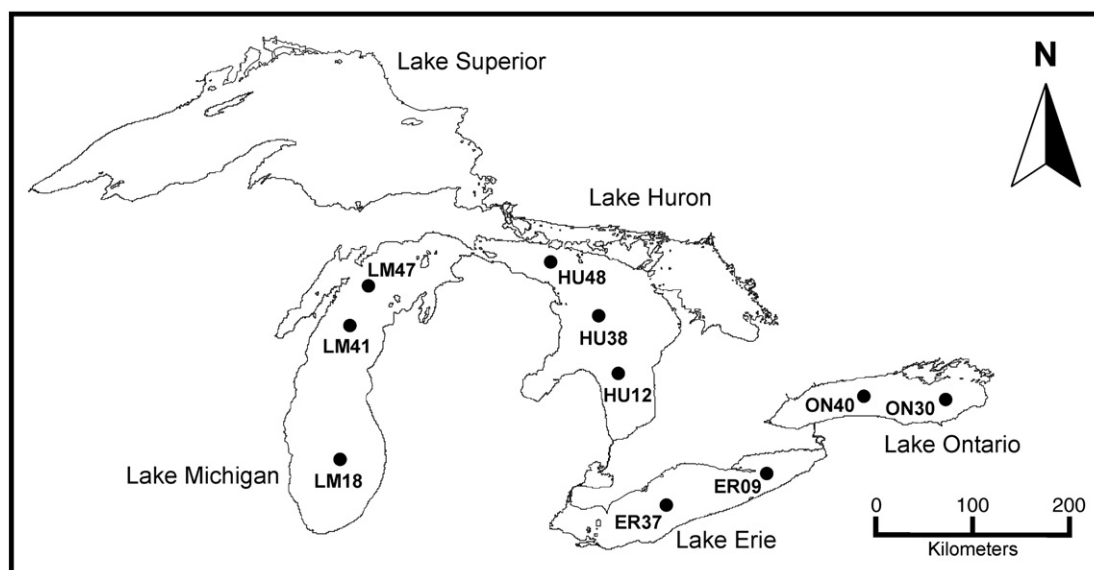 N
Lake Superior
Lake Huron
LM47
HU48
LM41
HU38
HU12
ON40
ON30
Lake Ontario
Lake Michigan
LM18
ER09
ER37
Lake Erie
0 100 200
Kilometers